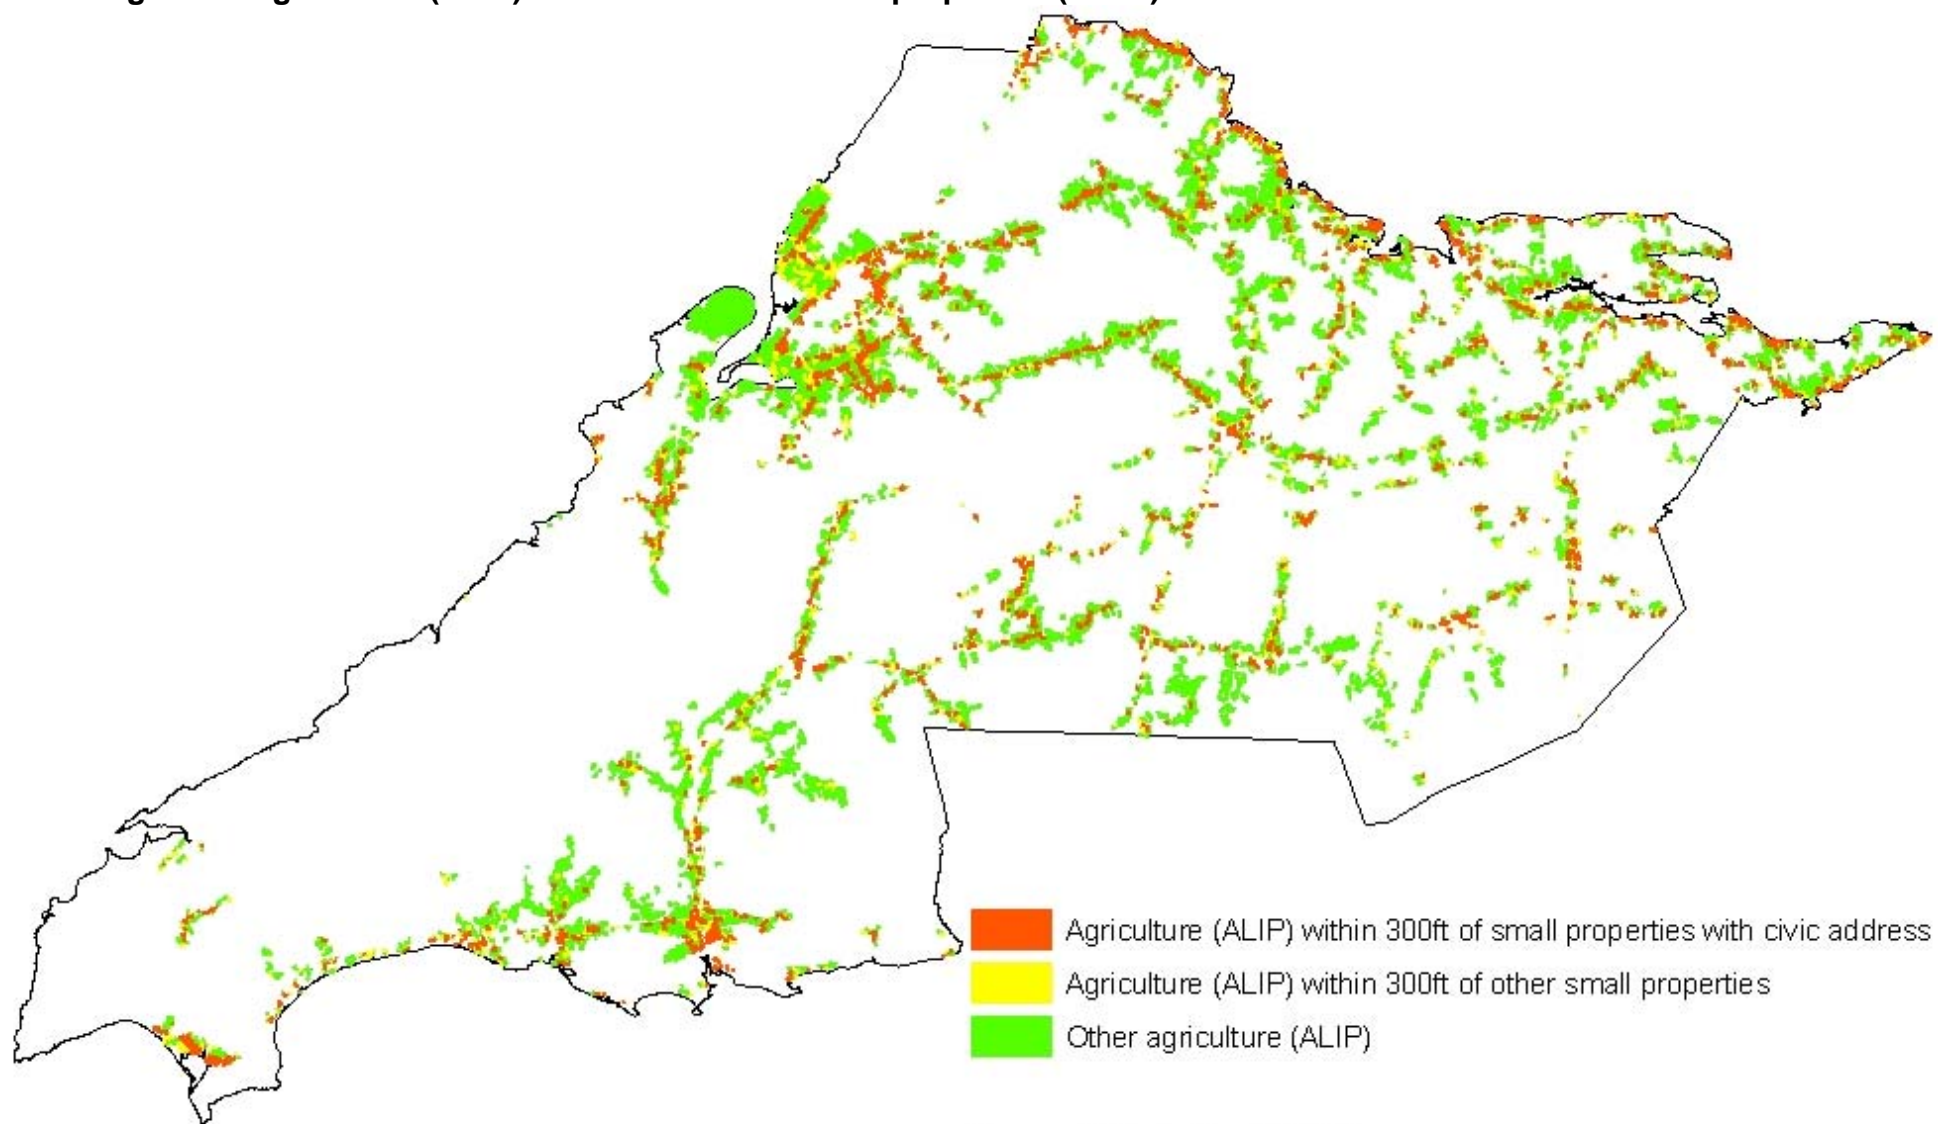 Agriculture (ALIP) within 300ft of small properties with civic address
Agriculture (ALIP) within 300ft of other small properties
Other agriculture (ALIP)